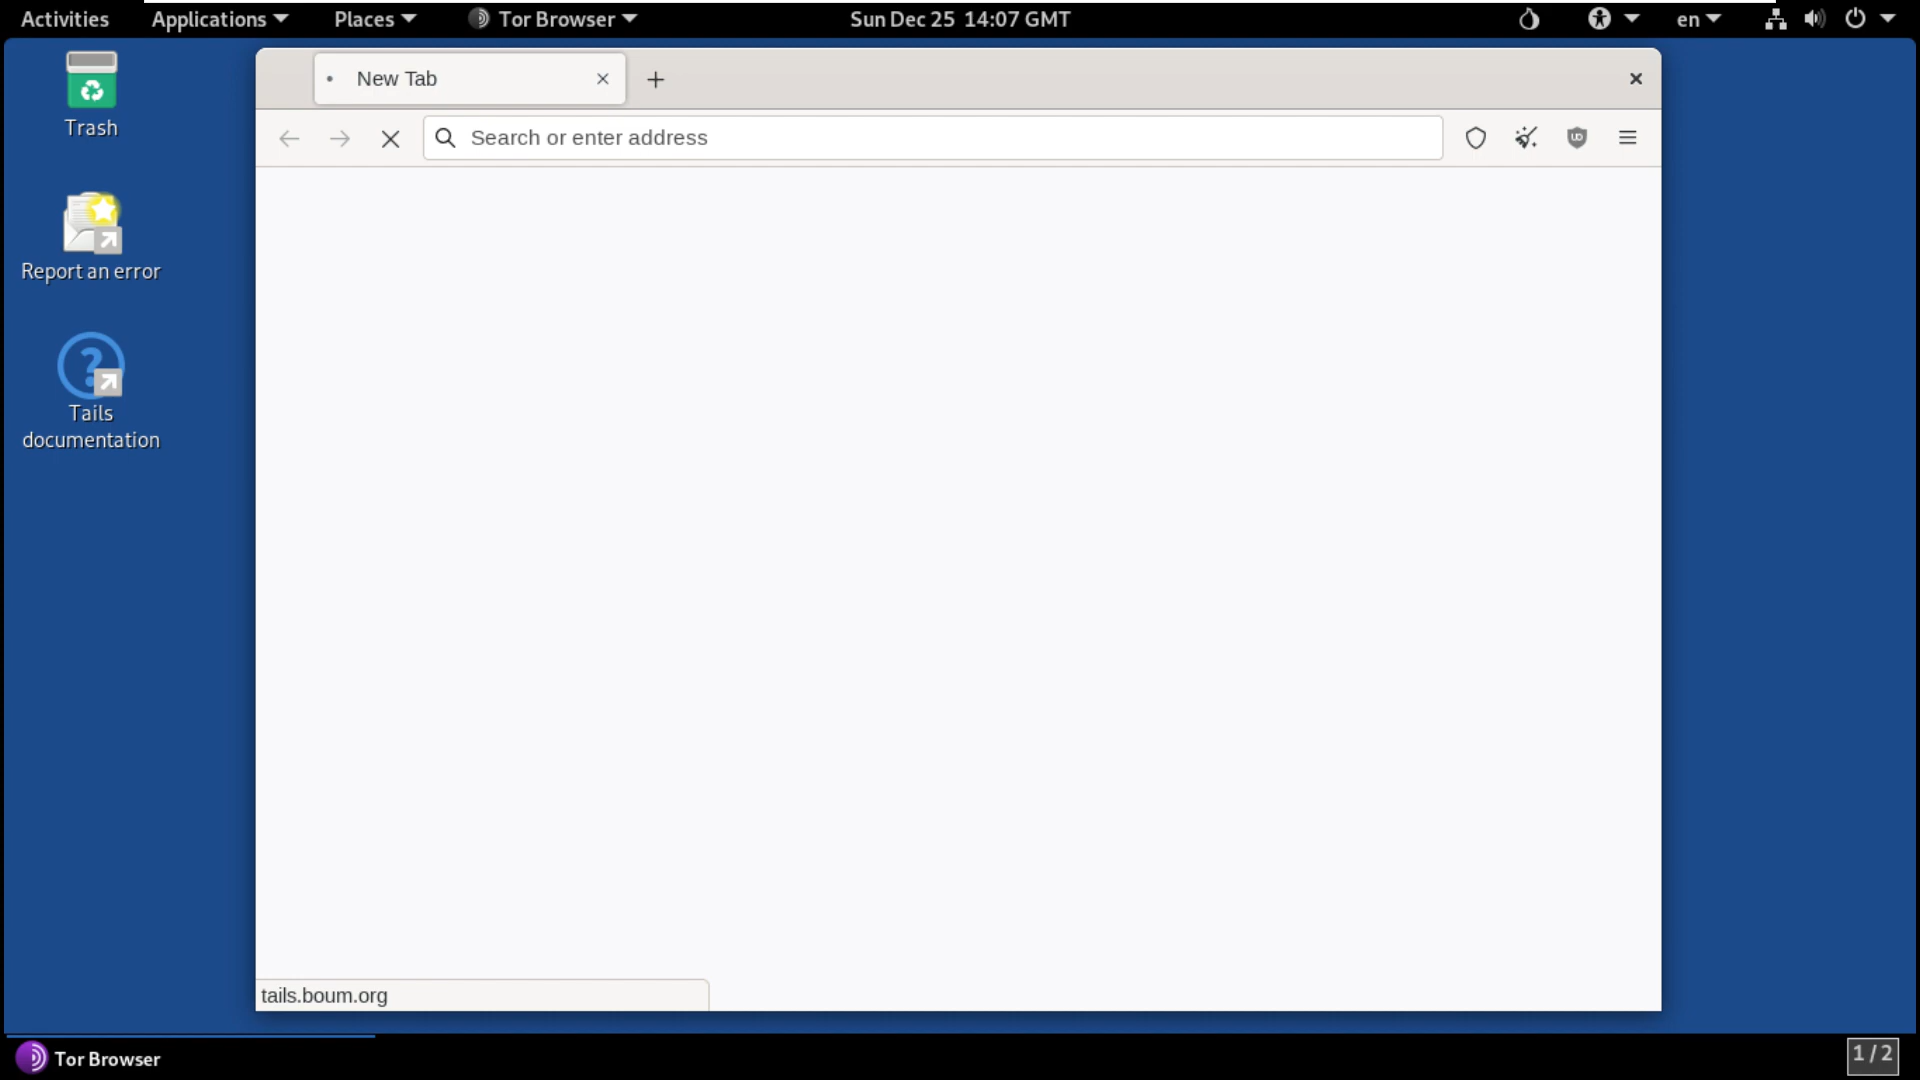 Activities Applications Places Tor Browser Sun Dec 25 14:07 GMT en
New Tab
Search or enter address
UD
Trash
Report an error
Tails
documentation
tails.boum.org
Tor Browser
1 / 2